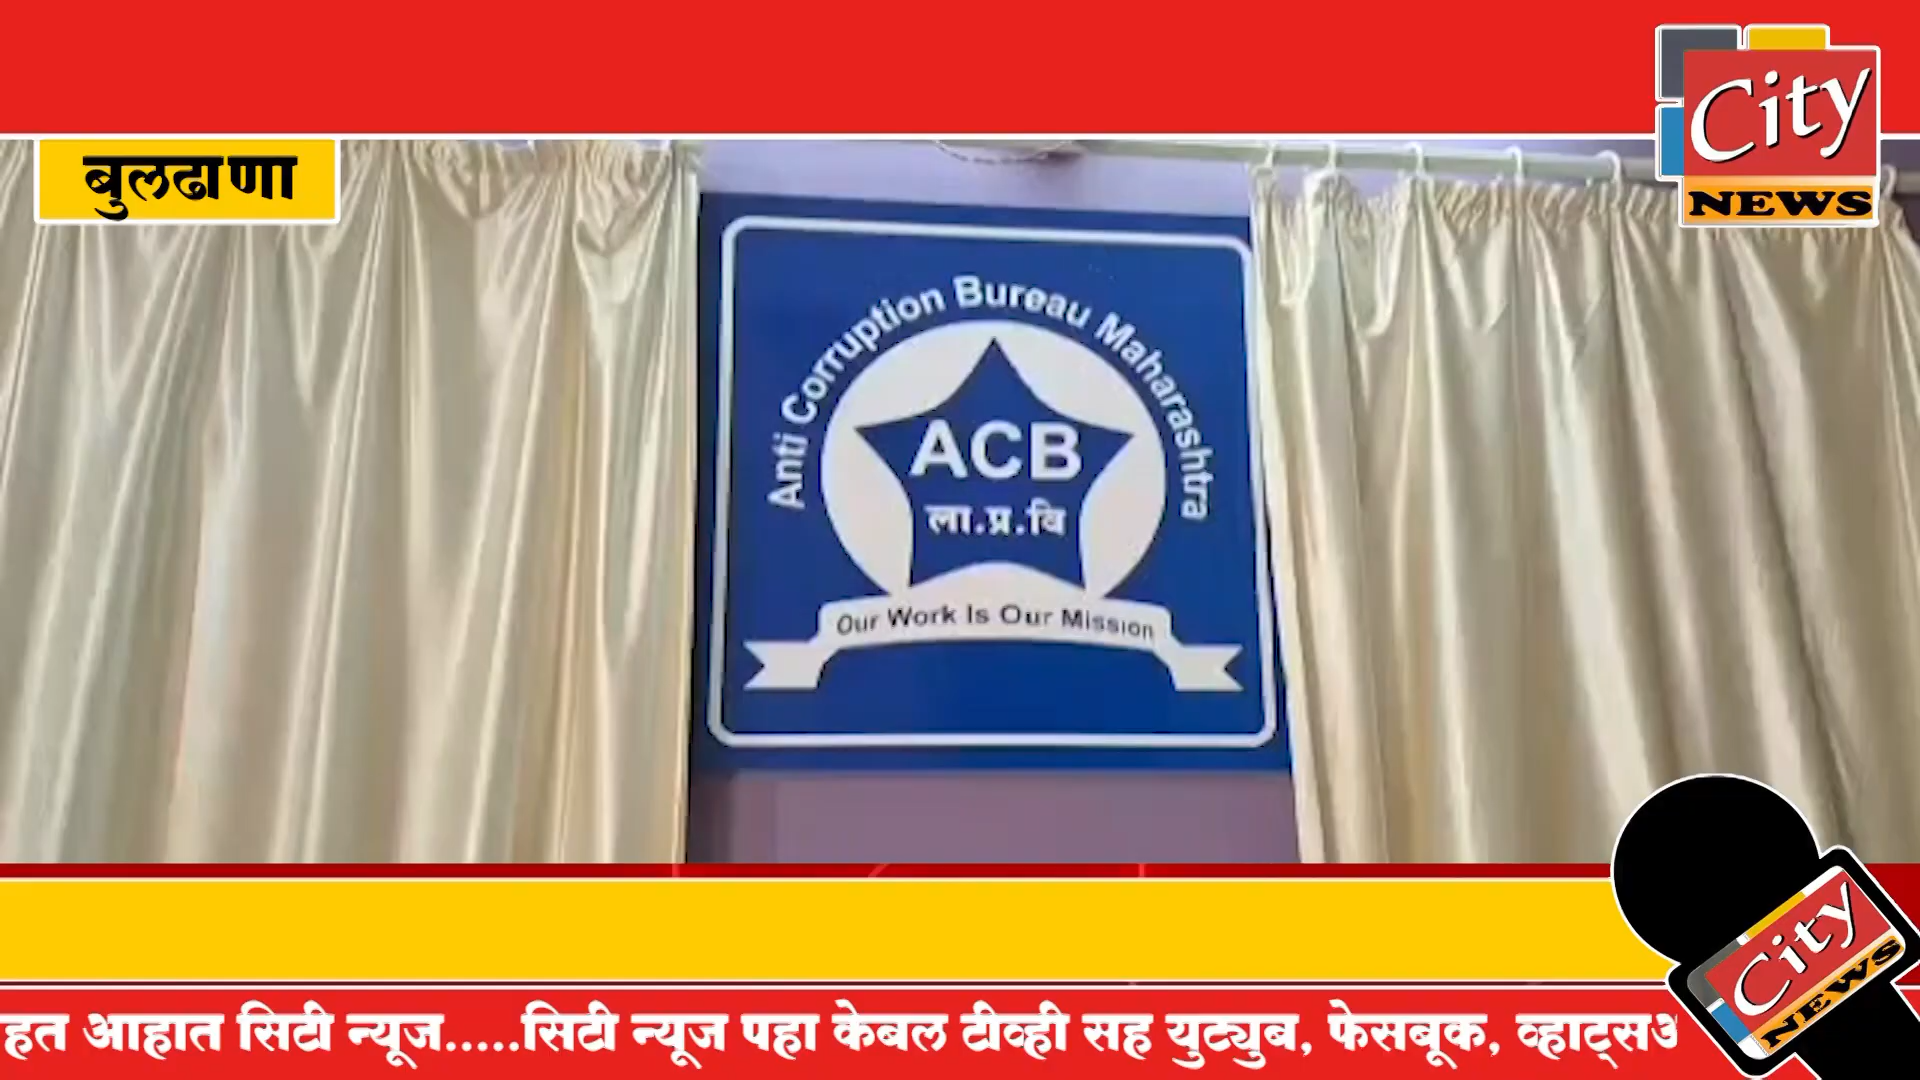 City
NEWS
बुलढाणा
Anti Corruption Bureau Maharashtra
ACB
ला.प्र.वि
Our Work Is Our Mission
City
NEWS
हत आहात सिटी न्यूज.....सिटी न्यूज पहा केबल टीव्ही सह युट्युब, फेसबूक,